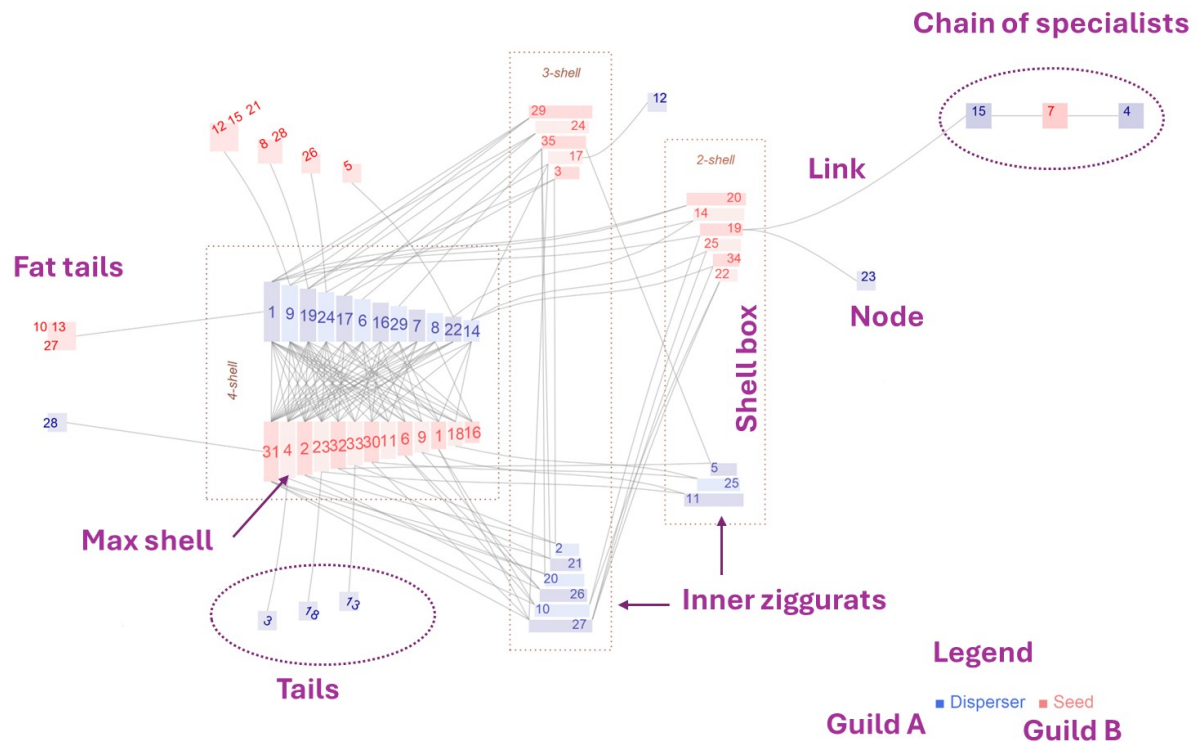 Chain of specialists
3-shell
12
15
7
4
12 15 21
8 28
26
5
29
24
35
17
3
2-shell
Link
20
14
19
25
34
22
Fat tails
23
Node
10 13
27
1 9 19 24 17 6 16 29 7 8 22 14
4-shell
Shell box
28
31 4 2 23 32 33 30 11 6 9 1 18 16
5
25
11
Max shell
2
21
20
26
10
27
Inner ziggurats
3 18 13
Tails
Legend
Disperser Seed
Guild A Guild B